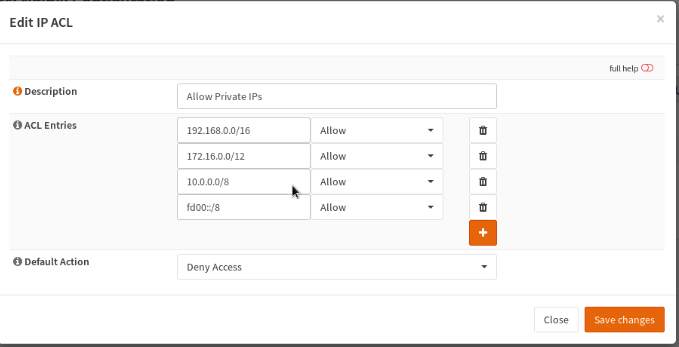 Edit IP ACL
×
full help
Description
Allow Private IPs
ACL Entries
192.168.0.0/16 Allow
172.16.0.0/12 Allow
10.0.0.0/8 Allow
fd00::/8 Allow
+
Default Action
Deny Access
Close Save changes